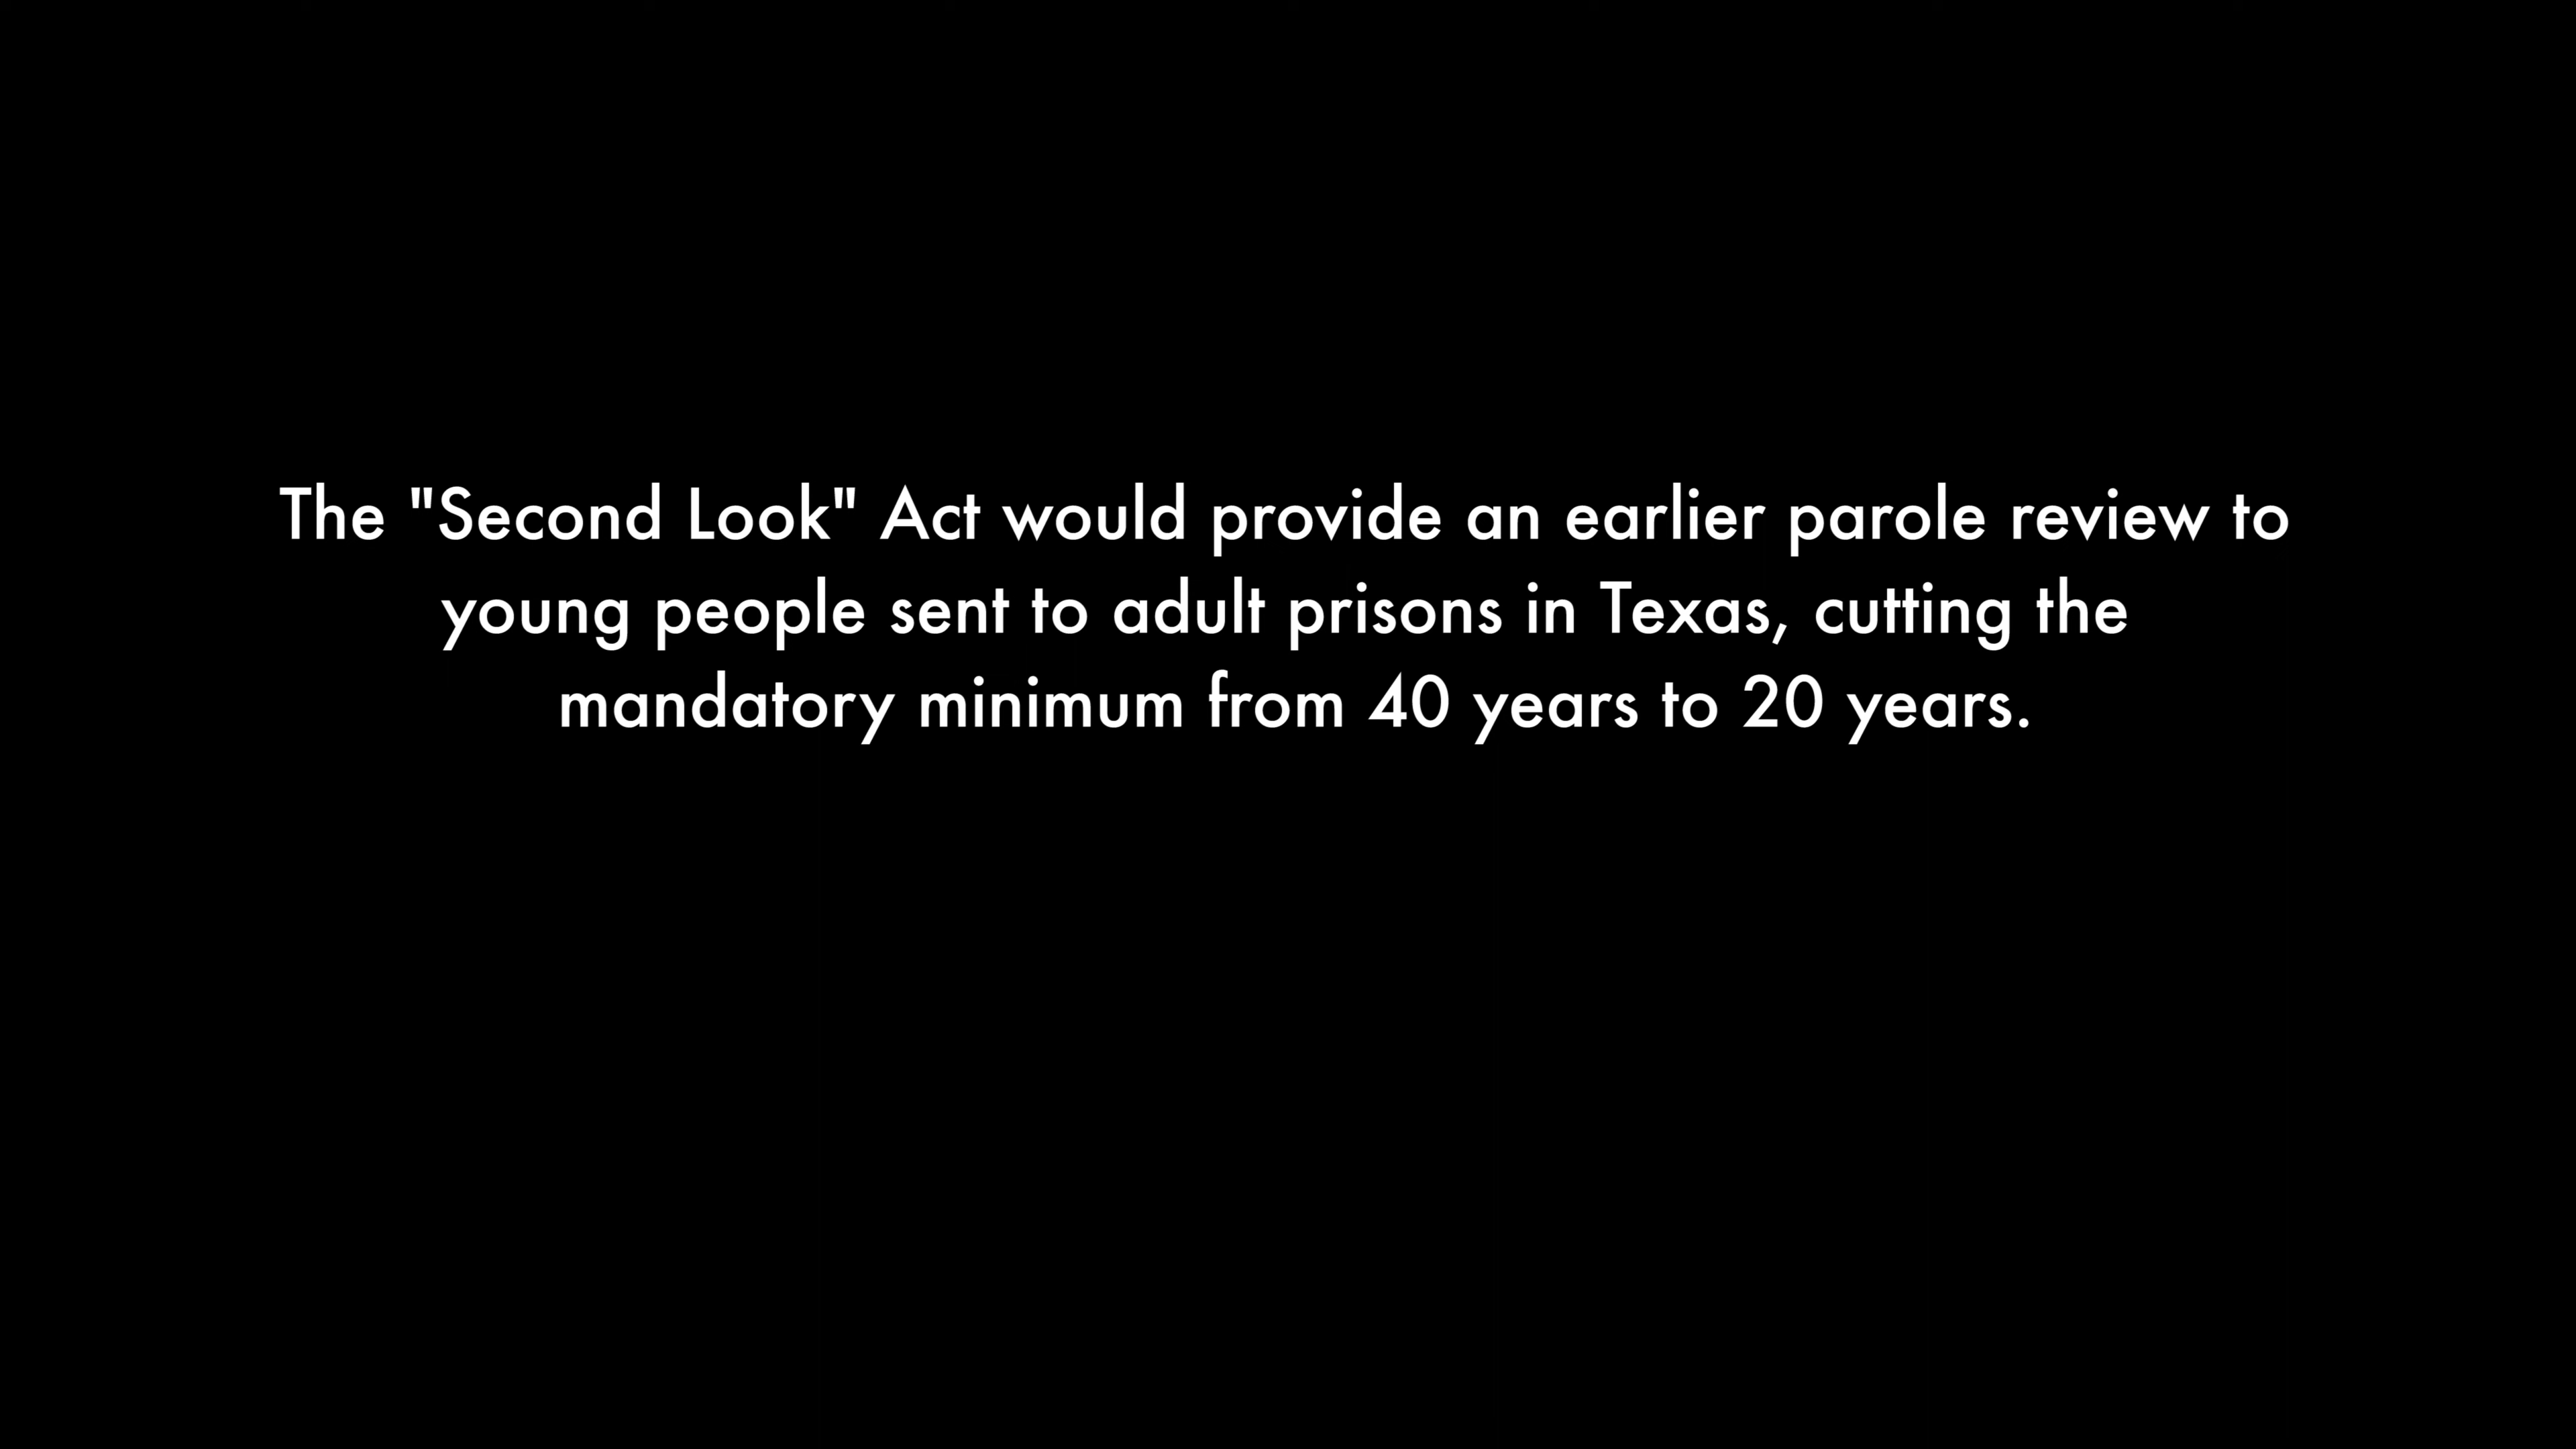 The "Second Look" Act would provide an earlier parole review to
young people sent to adult prisons in Texas, cutting the
mandatory minimum from 40 years to 20 years.